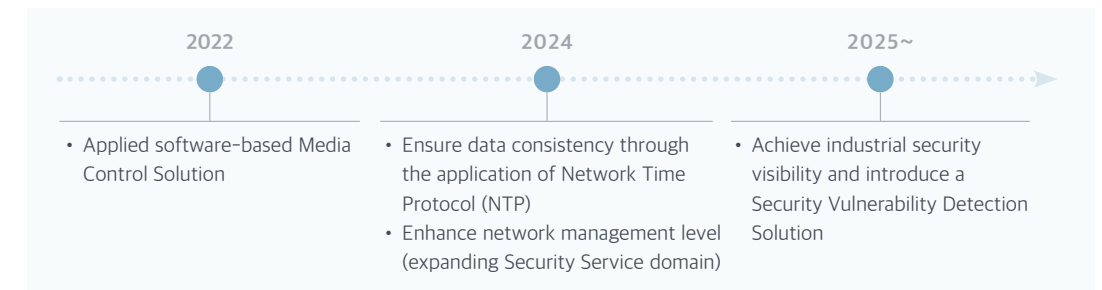 2022
2024
2025~
• Applied software-based Media
Control Solution
• Ensure data consistency through
the application of Network Time
Protocol (NTP)
• Enhance network management level
(expanding Security Service domain)
• Achieve industrial security
visibility and introduce a
Security Vulnerability Detection
Solution